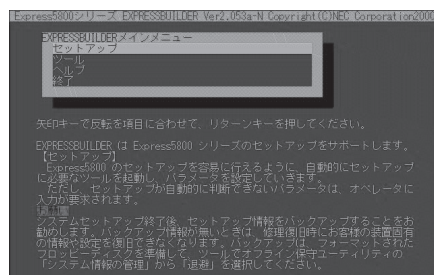 Express5800シリーズ EXPRESSBUILDER Ver2.053a-N Copyright(C)NEC Corporation2000
EXPRESSBUILDERメインメニュー
セットアップ
ツール
ヘルプ
終了
矢印キーで反転を項目に合わせて、リターンキーを押してください。
EXPRESSBUILDER は Express5800 シリーズのセットアップをサポートします。
【セットアップ】
Express5800 のセットアップを容易に行えるように、自動的にセットアップ
に必要なツールを起動し、パラメータを設定していきます。
ただし、セットアップが自動的に判断できないパラメータは、オペレータに
入力が要求されます。
システムセットアップ終了後、セットアップ情報をバックアップすることをお
勧めします。バックアップ情報が無いときは、修理復旧時にお客様の装置固有
の情報や設定を復旧できなくなります。バックアップは、フォーマットされた
フロッピーディスクを準備して、ツールでオフライン保守ユーティリティの
「システム情報の管理」から「退避」を選択してください。